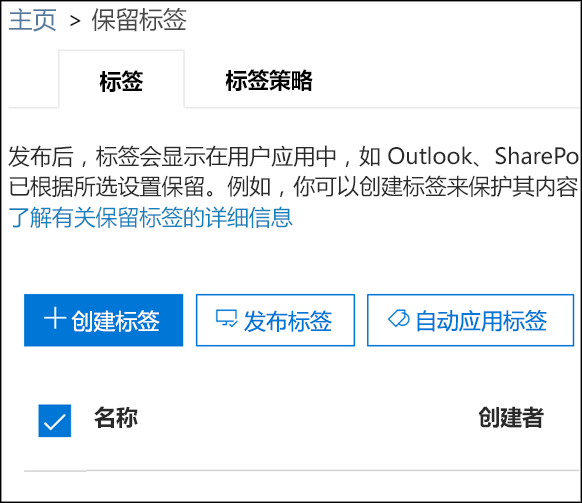 主页 > 保留标签
标签 标签策略
发布后，标签会显示在用户应用中，如 Outlook、SharePo
已根据所选设置保留。例如，你可以创建标签来保护其内容
了解有关保留标签的详细信息
创建标签 发布标签 自动应用标签
名称 创建者